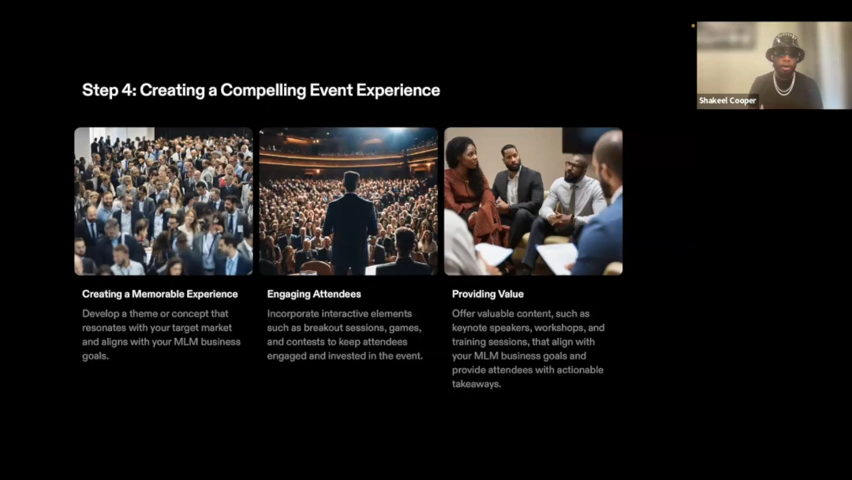 Step 4: Creating a Compelling Event Experience
Shakeel Cooper
Creating a Memorable Experience
Develop a theme or concept that
resonates with your target market
and aligns with your MLM business
goals.
Engaging Attendees
Incorporate interactive elements
such as breakout sessions, games,
and contests to keep attendees
engaged and invested in the event.
Providing Value
Offer valuable content, such as
keynote speakers, workshops, and
training sessions, that align with
your MLM business goals and
provide attendees with actionable
takeaways.